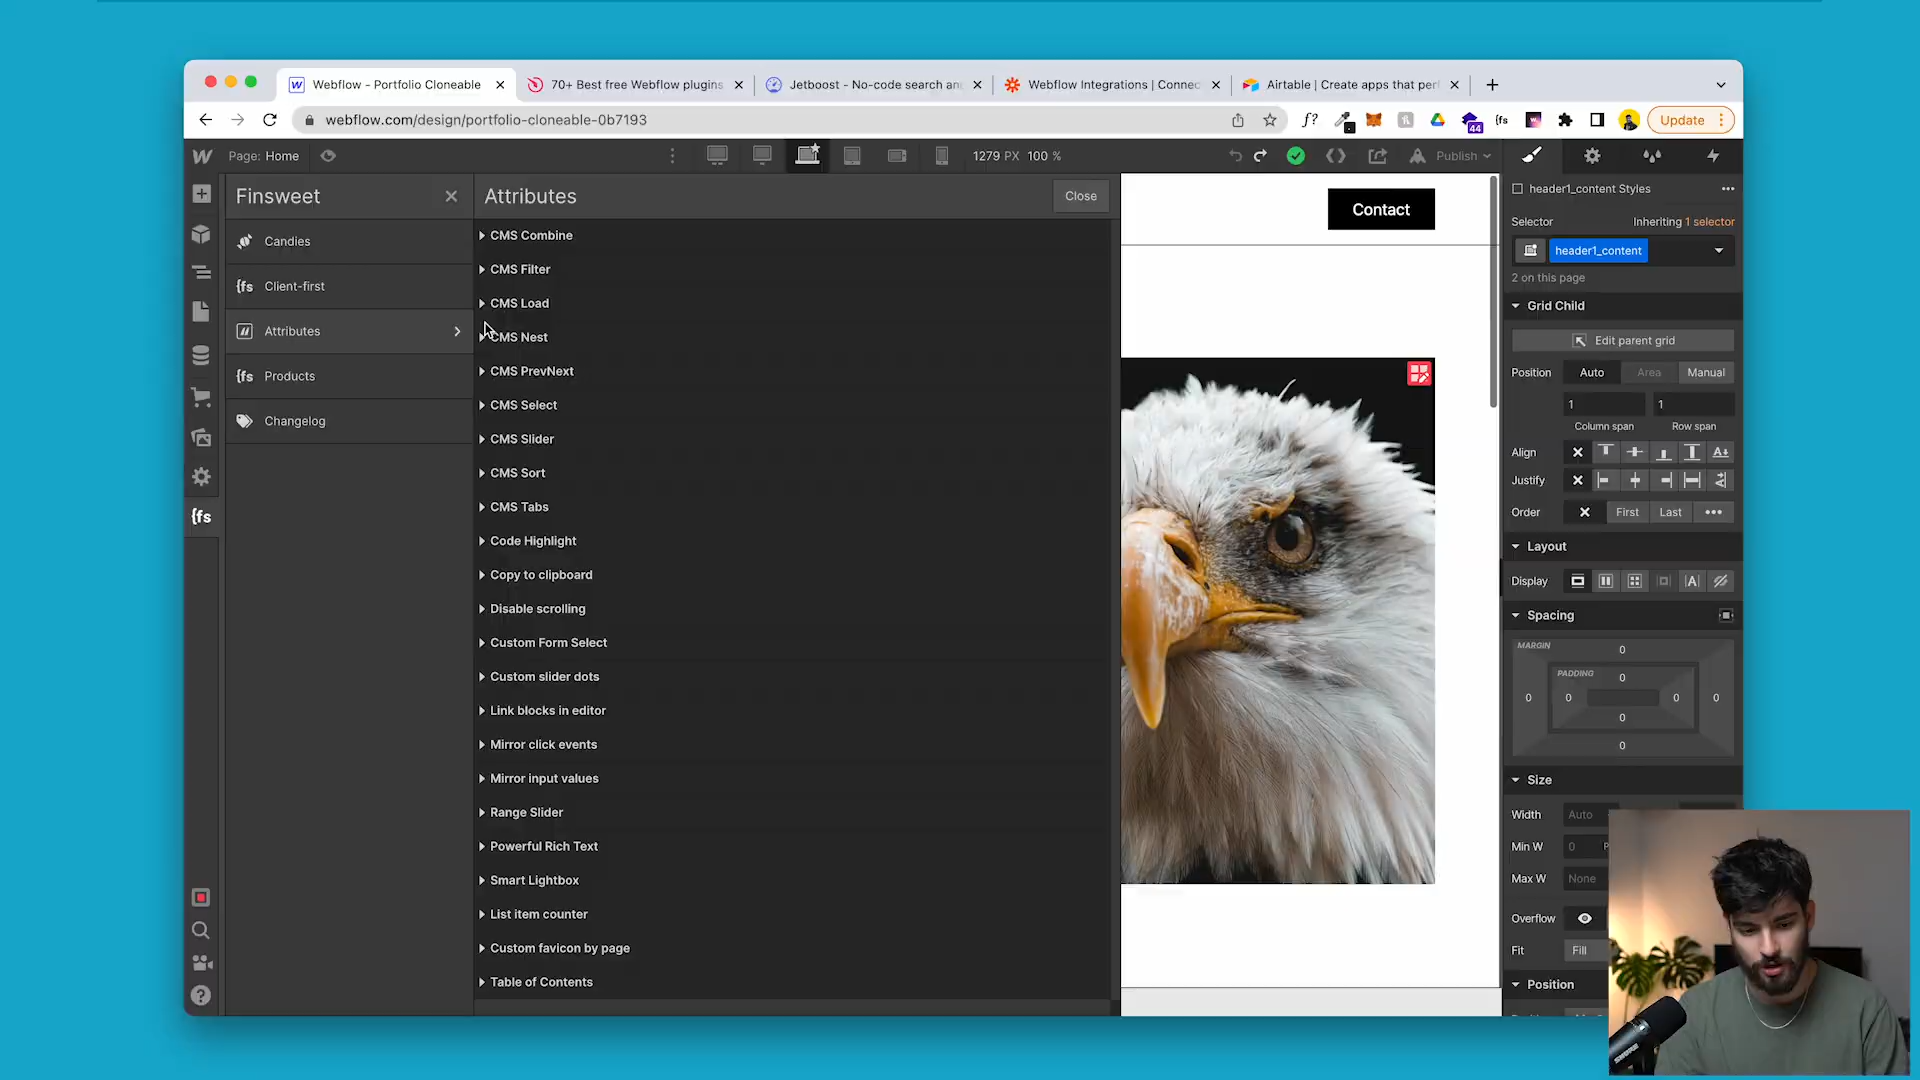 Webflow - Portfolio Cloneable
70+ Best free Webflow plugins
Jetboost - No-code search an
Webflow Integrations | Connec
Airtable | Create apps that per
webflow.com/design/portfolio-cloneable-0b7193
f?
44
{fs
Update
Page: Home
1279 PX 100 %
Publish
Finsweet
Candies
{fs Client-first
Attributes
{fs Products
Changelog
{fs
Attributes
Close
CMS Combine
CMS Filter
CMS Load
CMS Nest
CMS PrevNext
CMS Select
CMS Slider
CMS Sort
CMS Tabs
Code Highlight
Copy to clipboard
Disable scrolling
Custom Form Select
Custom slider dots
Link blocks in editor
Mirror click events
Mirror input values
Range Slider
Powerful Rich Text
Smart Lightbox
List item counter
Custom favicon by page
Table of Contents
Contact
header1_content Styles
Selector Inheriting 1 selector
header1_content
2 on this page
Grid Child
Edit parent grid
Position Auto Area Manual
1 1
Column span Row span
Align
Justify
Order First Last
Layout
Display
Spacing
MARGIN 0
PADDING 0
0 0 0 0
0
0
Size
Width Auto
Min W 0 P
Max W None
Overflow
Fit Fill
Position
SHURE